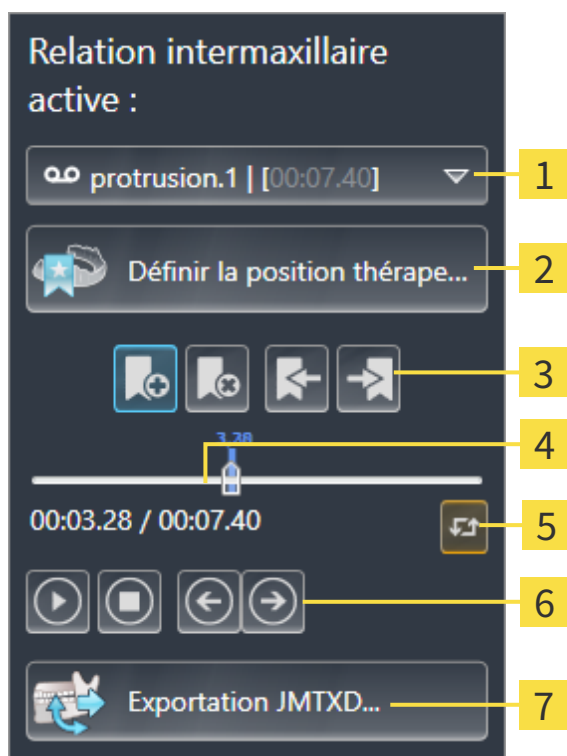 Relation intermaxillaire
active :
protrusion.1 | [00:07.40]
1
Définir la position thérape...
2
3
3.28
4
00:03.28 / 00:07.40
5
6
Exportation JMTXD...
7